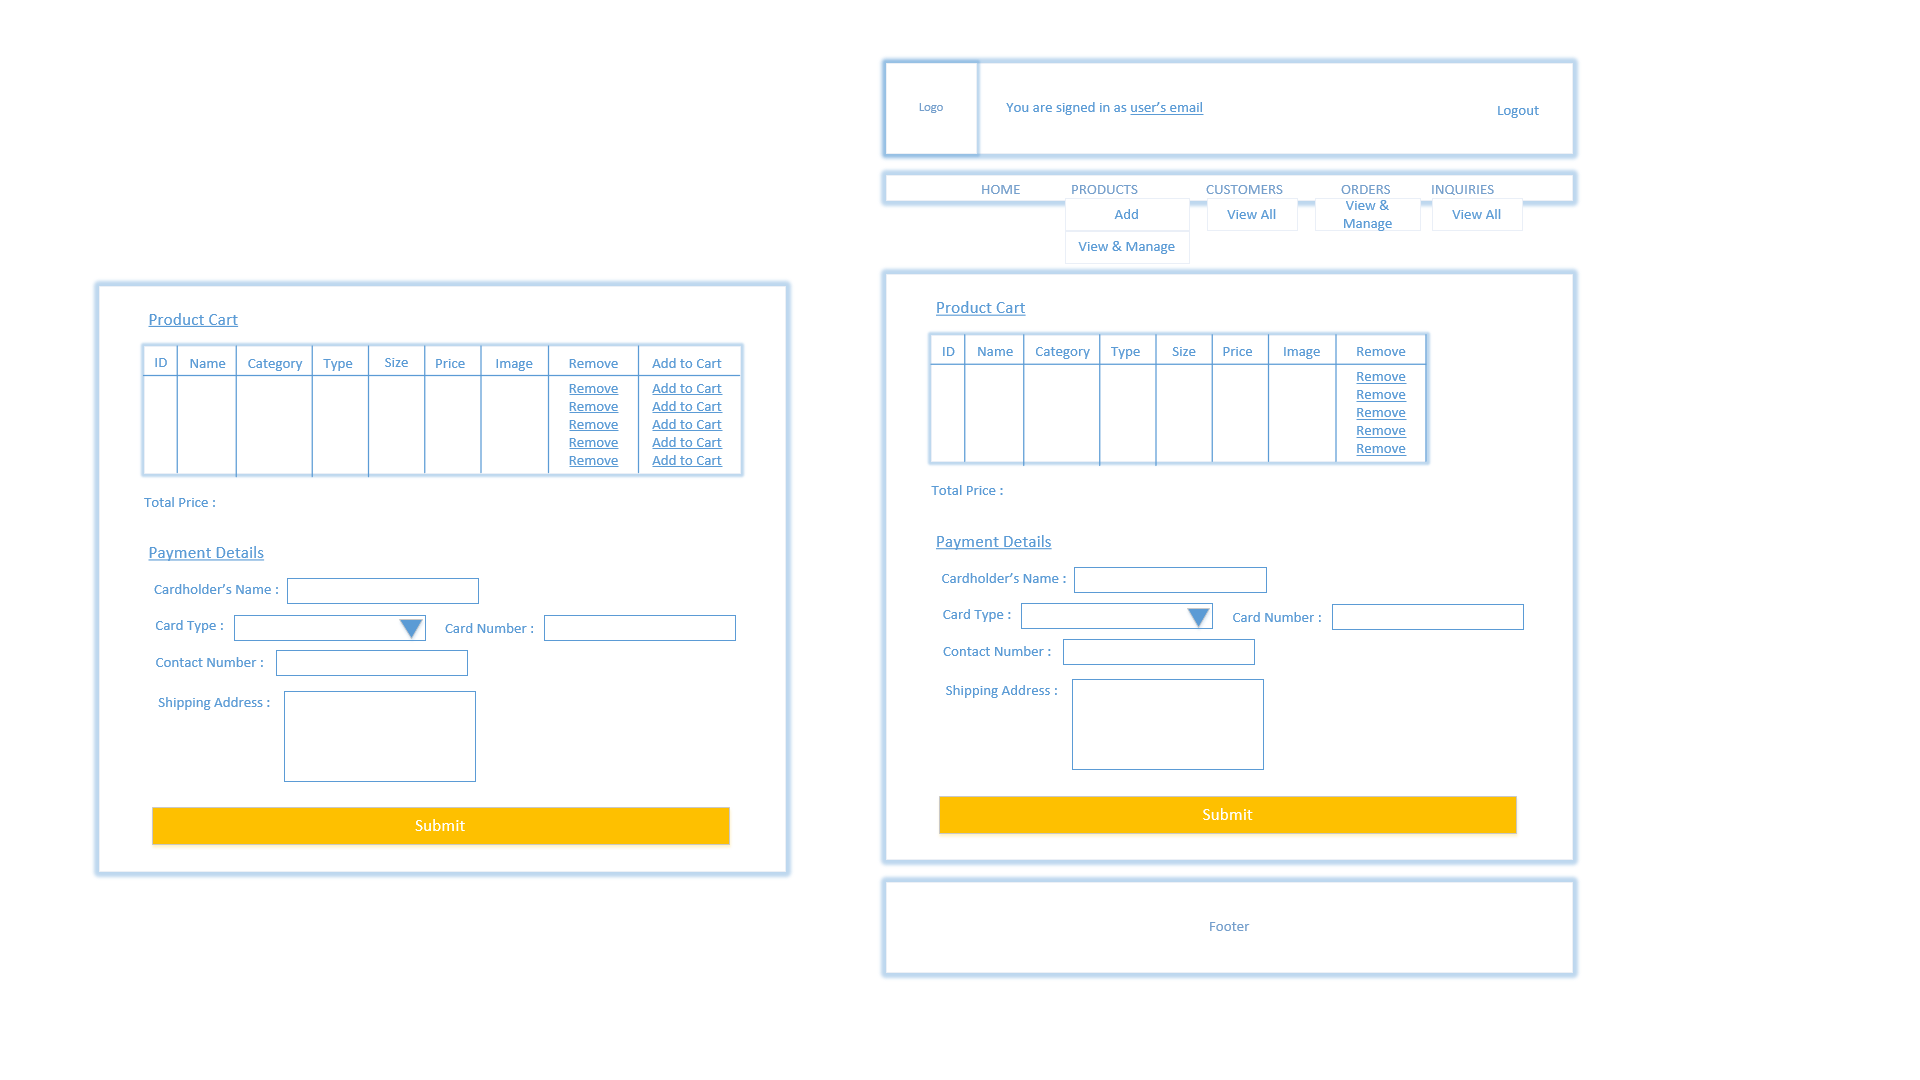 Logo
You are signed in as user's email
Logout
HOME PRODUCTS CUSTOMERS ORDERS INQUIRIES
Add
View & Manage
View All
View &
Manage
View All
Product Cart
ID Name Category Type Size Price Image Remove Add to Cart
Remove Add to Cart
Remove Add to Cart
Remove Add to Cart
Remove Add to Cart
Remove Add to Cart
Total Price :
Payment Details
Cardholder's Name :
Card Type : Card Number :
Contact Number :
Shipping Address :
Submit
Product Cart
ID Name Category Type Size Price Image Remove
Remove
Remove
Remove
Remove
Remove
Total Price :
Payment Details
Cardholder's Name :
Card Type : Card Number :
Contact Number :
Shipping Address :
Submit
Footer